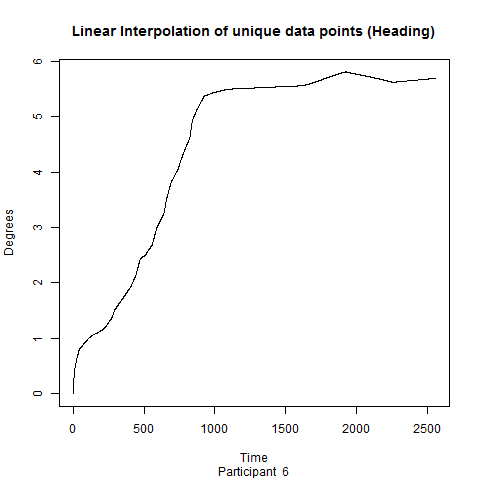 Linear Interpolation of unique data points (Heading)
Degrees
6
5
4
3
2
1
0
0 500 1000 1500 2000 2500
Time
Participant 6